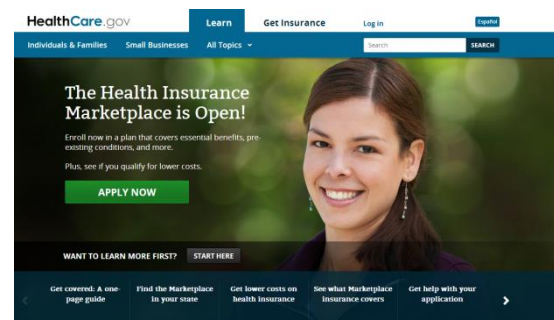 HealthCare.gov
Learn
Get Insurance
Log in
Español
Individuals & Families
Small Businesses
All Topics
Search
SEARCH
The Health Insurance
Marketplace is Open!
Enroll now in a plan that covers essential benefits, pre-
existing conditions, and more.
Plus, see if you qualify for lower costs.
APPLY NOW
WANT TO LEARN MORE FIRST?
START HERE
Get covered: A one-
page guide
Find the Marketplace
in your state
Get lower costs on
health insurance
See what Marketplace
insurance covers
Get help with your
application